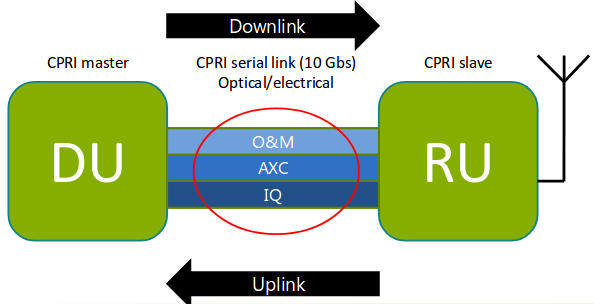 Downlink
CPRI master
CPRI serial link (10 Gbs)
Optical/electrical
CPRI slave
DU
O&M
AXC
IQ
RU
Uplink